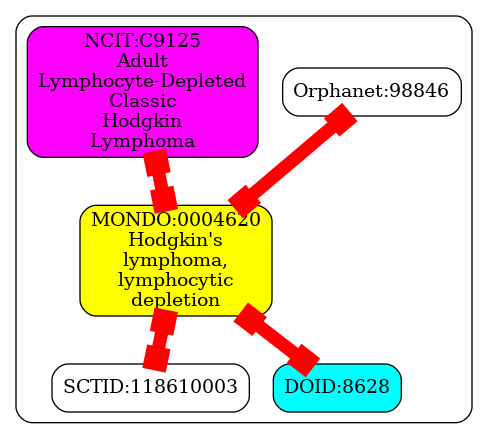 NCIT:C9125
Adult
Lymphocyte-Depleted
Classic
Hodgkin
Lymphoma
Orphanet:98846
MONDO:0004620
Hodgkin's
lymphoma,
lymphocytic
depletion
SCTID:118610003
DOID:8628